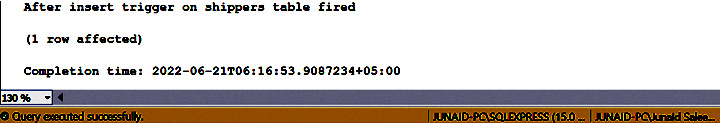 After insert trigger on shippers table fired
(1 row affected)
Completion time: 2022-06-21T06:16:53.9087234+05:00
130 %
Query executed successfully.
JUNAID-PC\SQLEXPRESS (15.0 ...
JUNAID-PC\Junaid Salee...